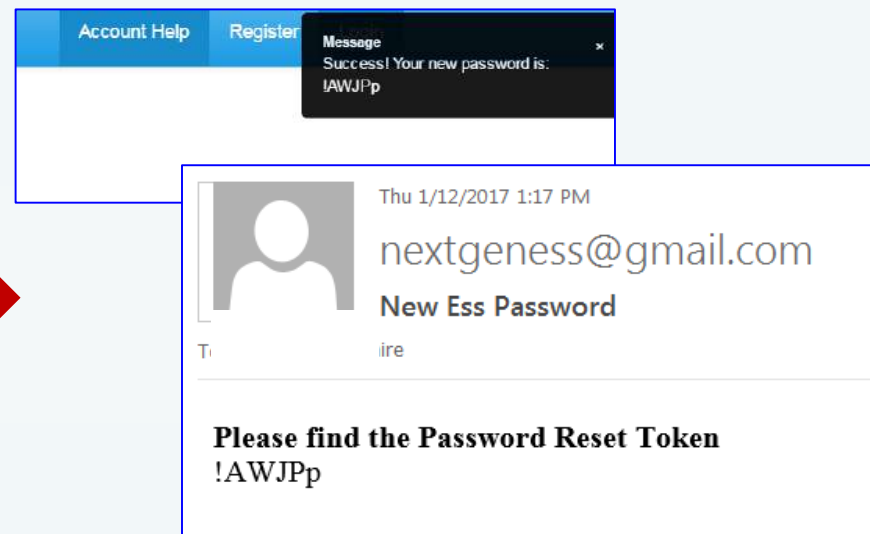 Account Help Register
Message ×
Success! Your new password is:
!AWJPp
Thu 1/12/2017 1:17 PM
nextgeness@gmail.com
New Ess Password
Please find the Password Reset Token
!AWJPp